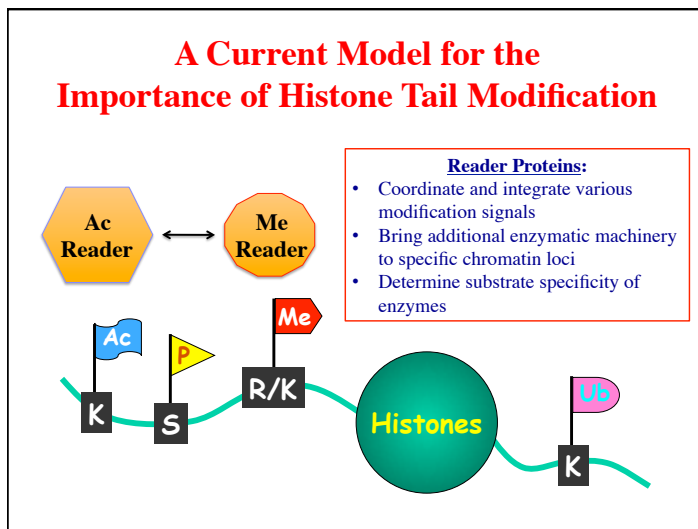 A Current Model for the
Importance of Histone Tail Modification
Reader Proteins:
• Coordinate and integrate various
modification signals
• Bring additional enzymatic machinery
to specific chromatin loci
• Determine substrate specificity of
enzymes
Ac
Reader
Me
Reader
Ac
P
Me
K
S
R/K
Histones
Ub
K